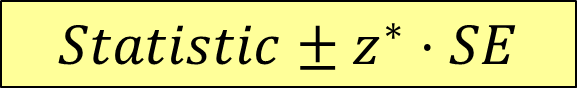 Statistic ± z* · SE